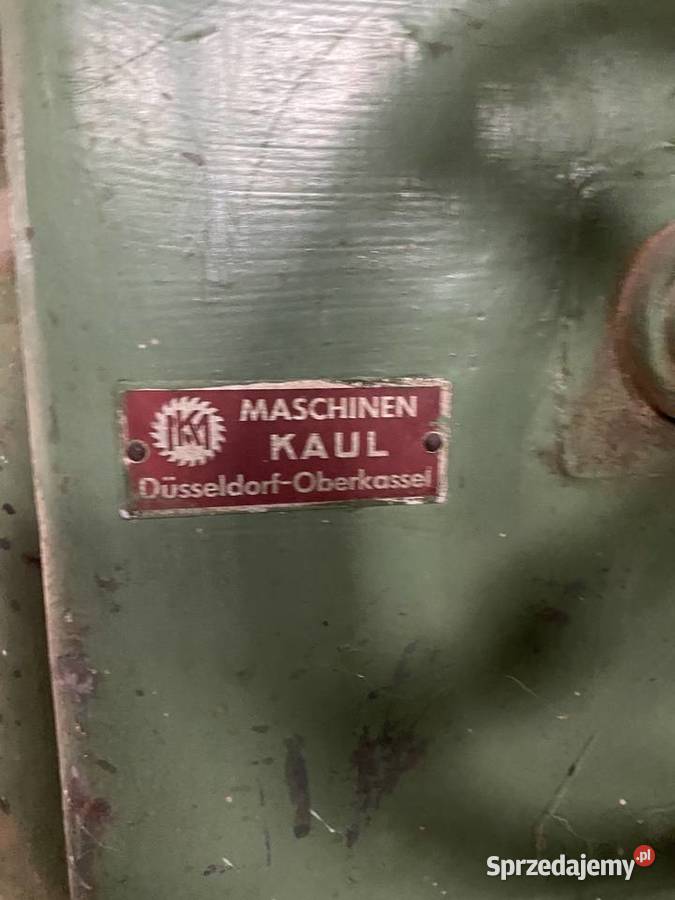 MASCHINEN
KAUL
Düsseldorf-Oberkassel
Sprzedajemy.pl